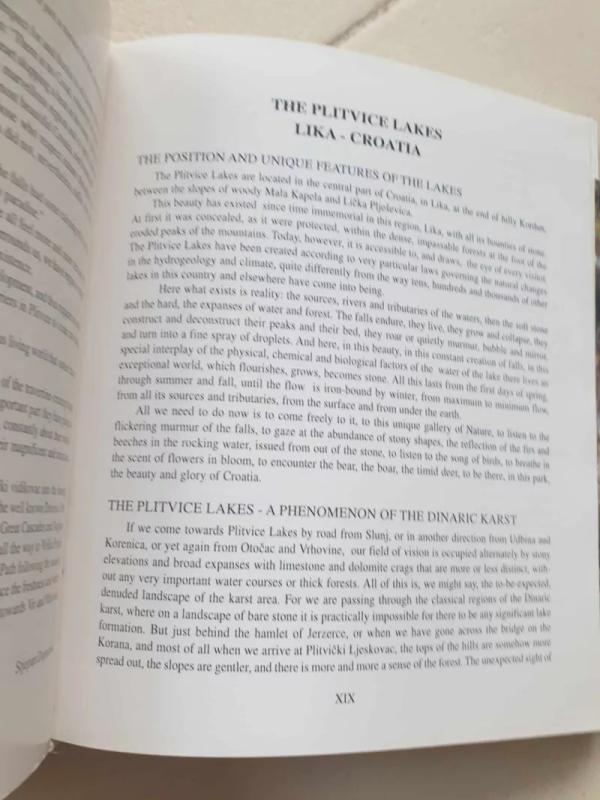 THE PLITVICE LAKES
LIKA - CROATIA
THE POSITION AND UNIQUE FEATURES OF THE LAKES
The Plitvice Lakes are located in the central part of Croatia, in Lika, at the end of hilly Kordun,
between the slopes of woody Mala Kapela and Lička Plješevica.
This beauty has existed since time immemorial in this region, Lika, with all its bounties of stone.
At first it was concealed, as it were, protected, within the dense, impassable forests at the foot of the
eroded peaks of the mountains. Today, however, it is accessible to, and draws, the eye of every visitor.
The Plitvice Lakes have been created according to very particular laws governing the natural changes
in the hydrogeology and climate, quite differently from the way tens, hundreds and thousands of other
lakes in this country and elsewhere have come into being.
Here what exists is reality: the sources, rivers and tributaries of the waters, then the soft stone
and the hard, the expanses of water and forest. The falls endure, they live, they grow and collapse, they
construct and deconstruct their peaks and their bed, they roar or quietly murmur, bubble and mirror,
and turn into a fine spray of droplets. And here, in this beauty, in this constant creation of falls, in this
special interplay of the physical, chemical and biological factors of the water of the lake there lives an
exceptional world, which flourishes, grows, becomes stone. All this lasts from the first days of spring,
through summer and fall, until the flow is iron-bound by winter, from maximum to minimum flow,
from all its sources and tributaries, from the surface and from under the earth.
All we need to do now is to come freely to it, to this unique gallery of Nature, to listen to the
flickering murmur of the falls, to gaze at the abundance of stony shapes, the reflection of the firs and
beeches in the rocking water, issued from out of the stone, to listen to the song of birds, to breathe in
the scent of flowers in bloom, to encounter the bear, the boar, the timid deer, to be there, in this park,
the beauty and glory of Croatia.
THE PLITVICE LAKES - A PHENOMENON OF THE DINARIC KARST
If we come towards Plitvice Lakes by road from Slunj, or in another direction from Udbina and
Korenica, or yet again from Otočac and Vrhovine, our field of vision is occupied alternately by stony
elevations and broad expanses with limestone and dolomite crags that are more or less distinct, with-
out any very important water courses or thick forests. All of this is, we might say, the to-be-expected,
denuded landscape of the karst area. For we are passing through the classical regions of the Dinaric
karst, where on a landscape of bare stone it is practically impossible for there to be any significant lake
formation. But just behind the hamlet of Jerzerce, or when we have gone across the bridge on the
Korana, and most of all when we arrive at Plitvički Ljeskovac, the tops of the hills are somehow more
spread out, the slopes are gentler, and there is more and more a sense of the forest. The unexpected sight of
XIX